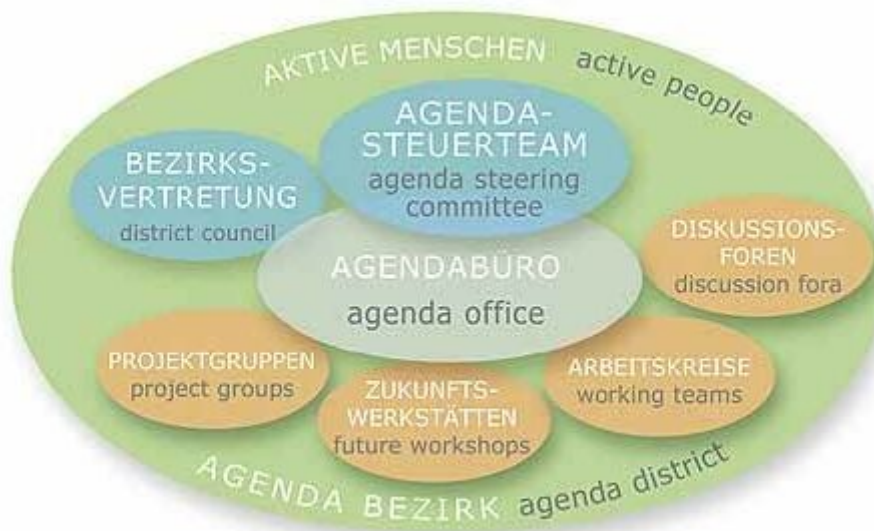 AKTIVE MENSCHEN active people
AGENDA-
STEUERTEAM
agenda steering
committee
BEZIRKS-
VERTRETUNG
district council
AGENDABÜRO
agenda office
DISKUSSIONS-
FOREN
discussion fora
PROJEKTGRUPPEN
project groups
ZUKUNFTS-
WERKSTÄTTEN
future workshops
ARBEITSKREISE
working teams
AGENDA BEZIRK agenda district